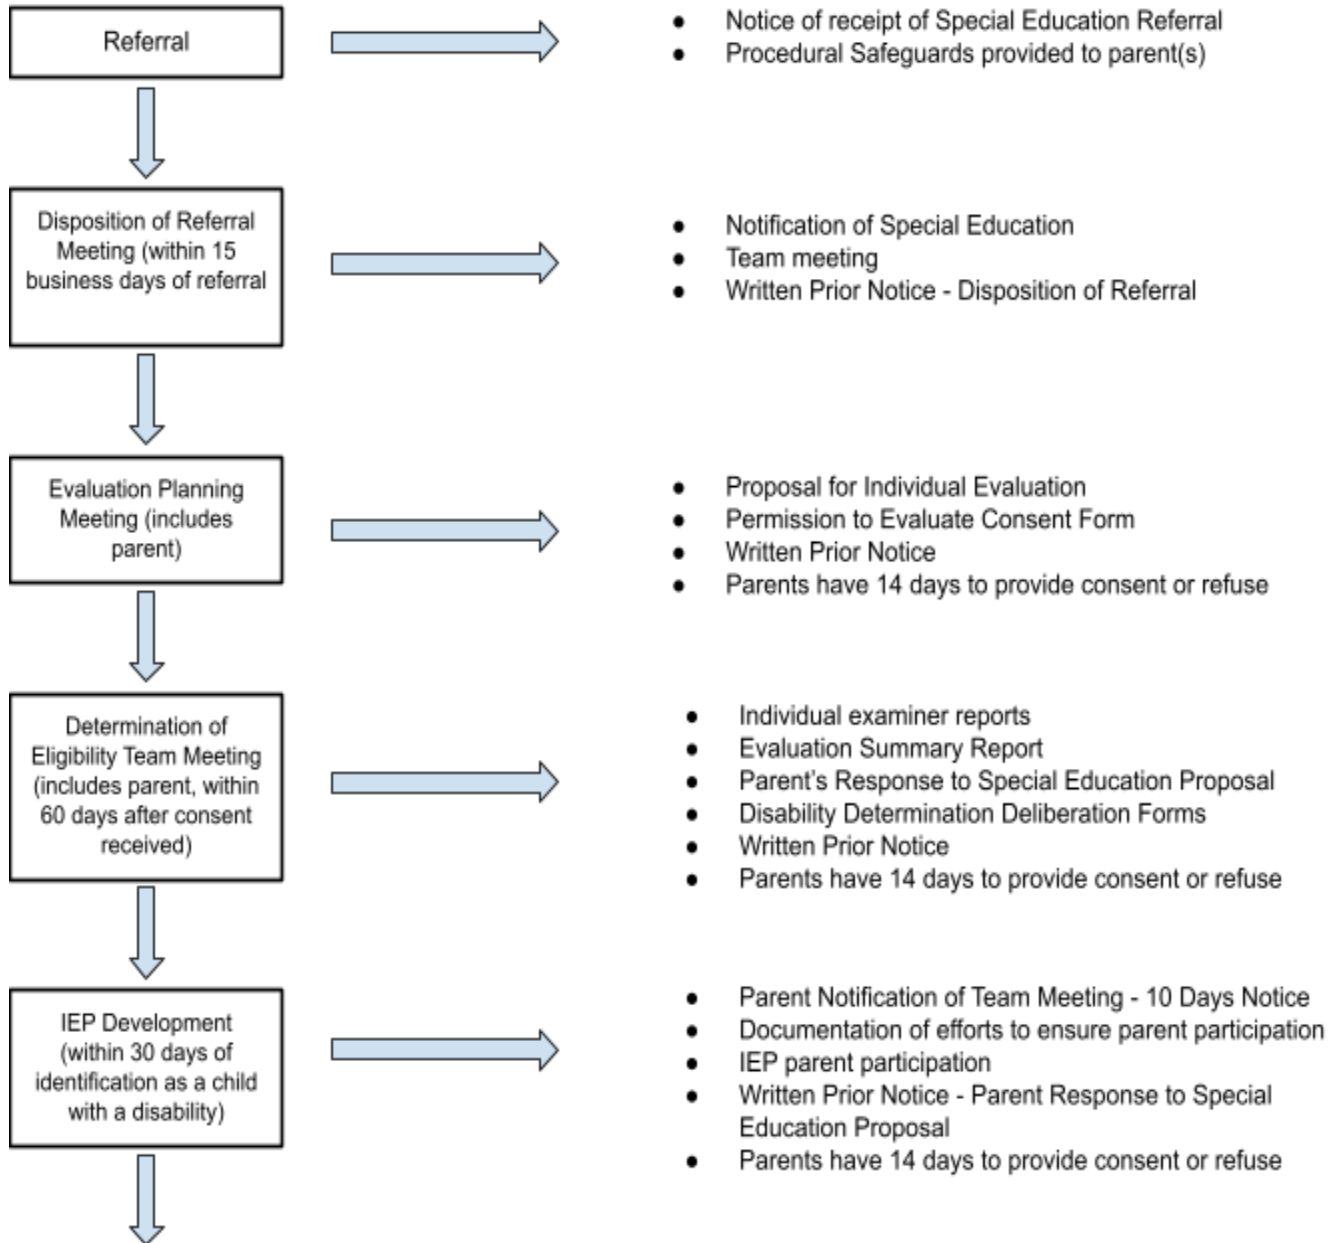 Referral
● Notice of receipt of Special Education Referral
● Procedural Safeguards provided to parent(s)
Disposition of Referral
Meeting (within 15
business days of referral
● Notification of Special Education
● Team meeting
● Written Prior Notice - Disposition of Referral
Evaluation Planning
Meeting (includes
parent)
● Proposal for Individual Evaluation
● Permission to Evaluate Consent Form
● Written Prior Notice
● Parents have 14 days to provide consent or refuse
Determination of
Eligibility Team Meeting
(includes parent, within
60 days after consent
received)
● Individual examiner reports
● Evaluation Summary Report
● Parent's Response to Special Education Proposal
● Disability Determination Deliberation Forms
● Written Prior Notice
● Parents have 14 days to provide consent or refuse
IEP Development
(within 30 days of
identification as a child
with a disability)
● Parent Notification of Team Meeting - 10 Days Notice
● Documentation of efforts to ensure parent participation
● IEP parent participation
● Written Prior Notice - Parent Response to Special
Education Proposal
● Parents have 14 days to provide consent or refuse